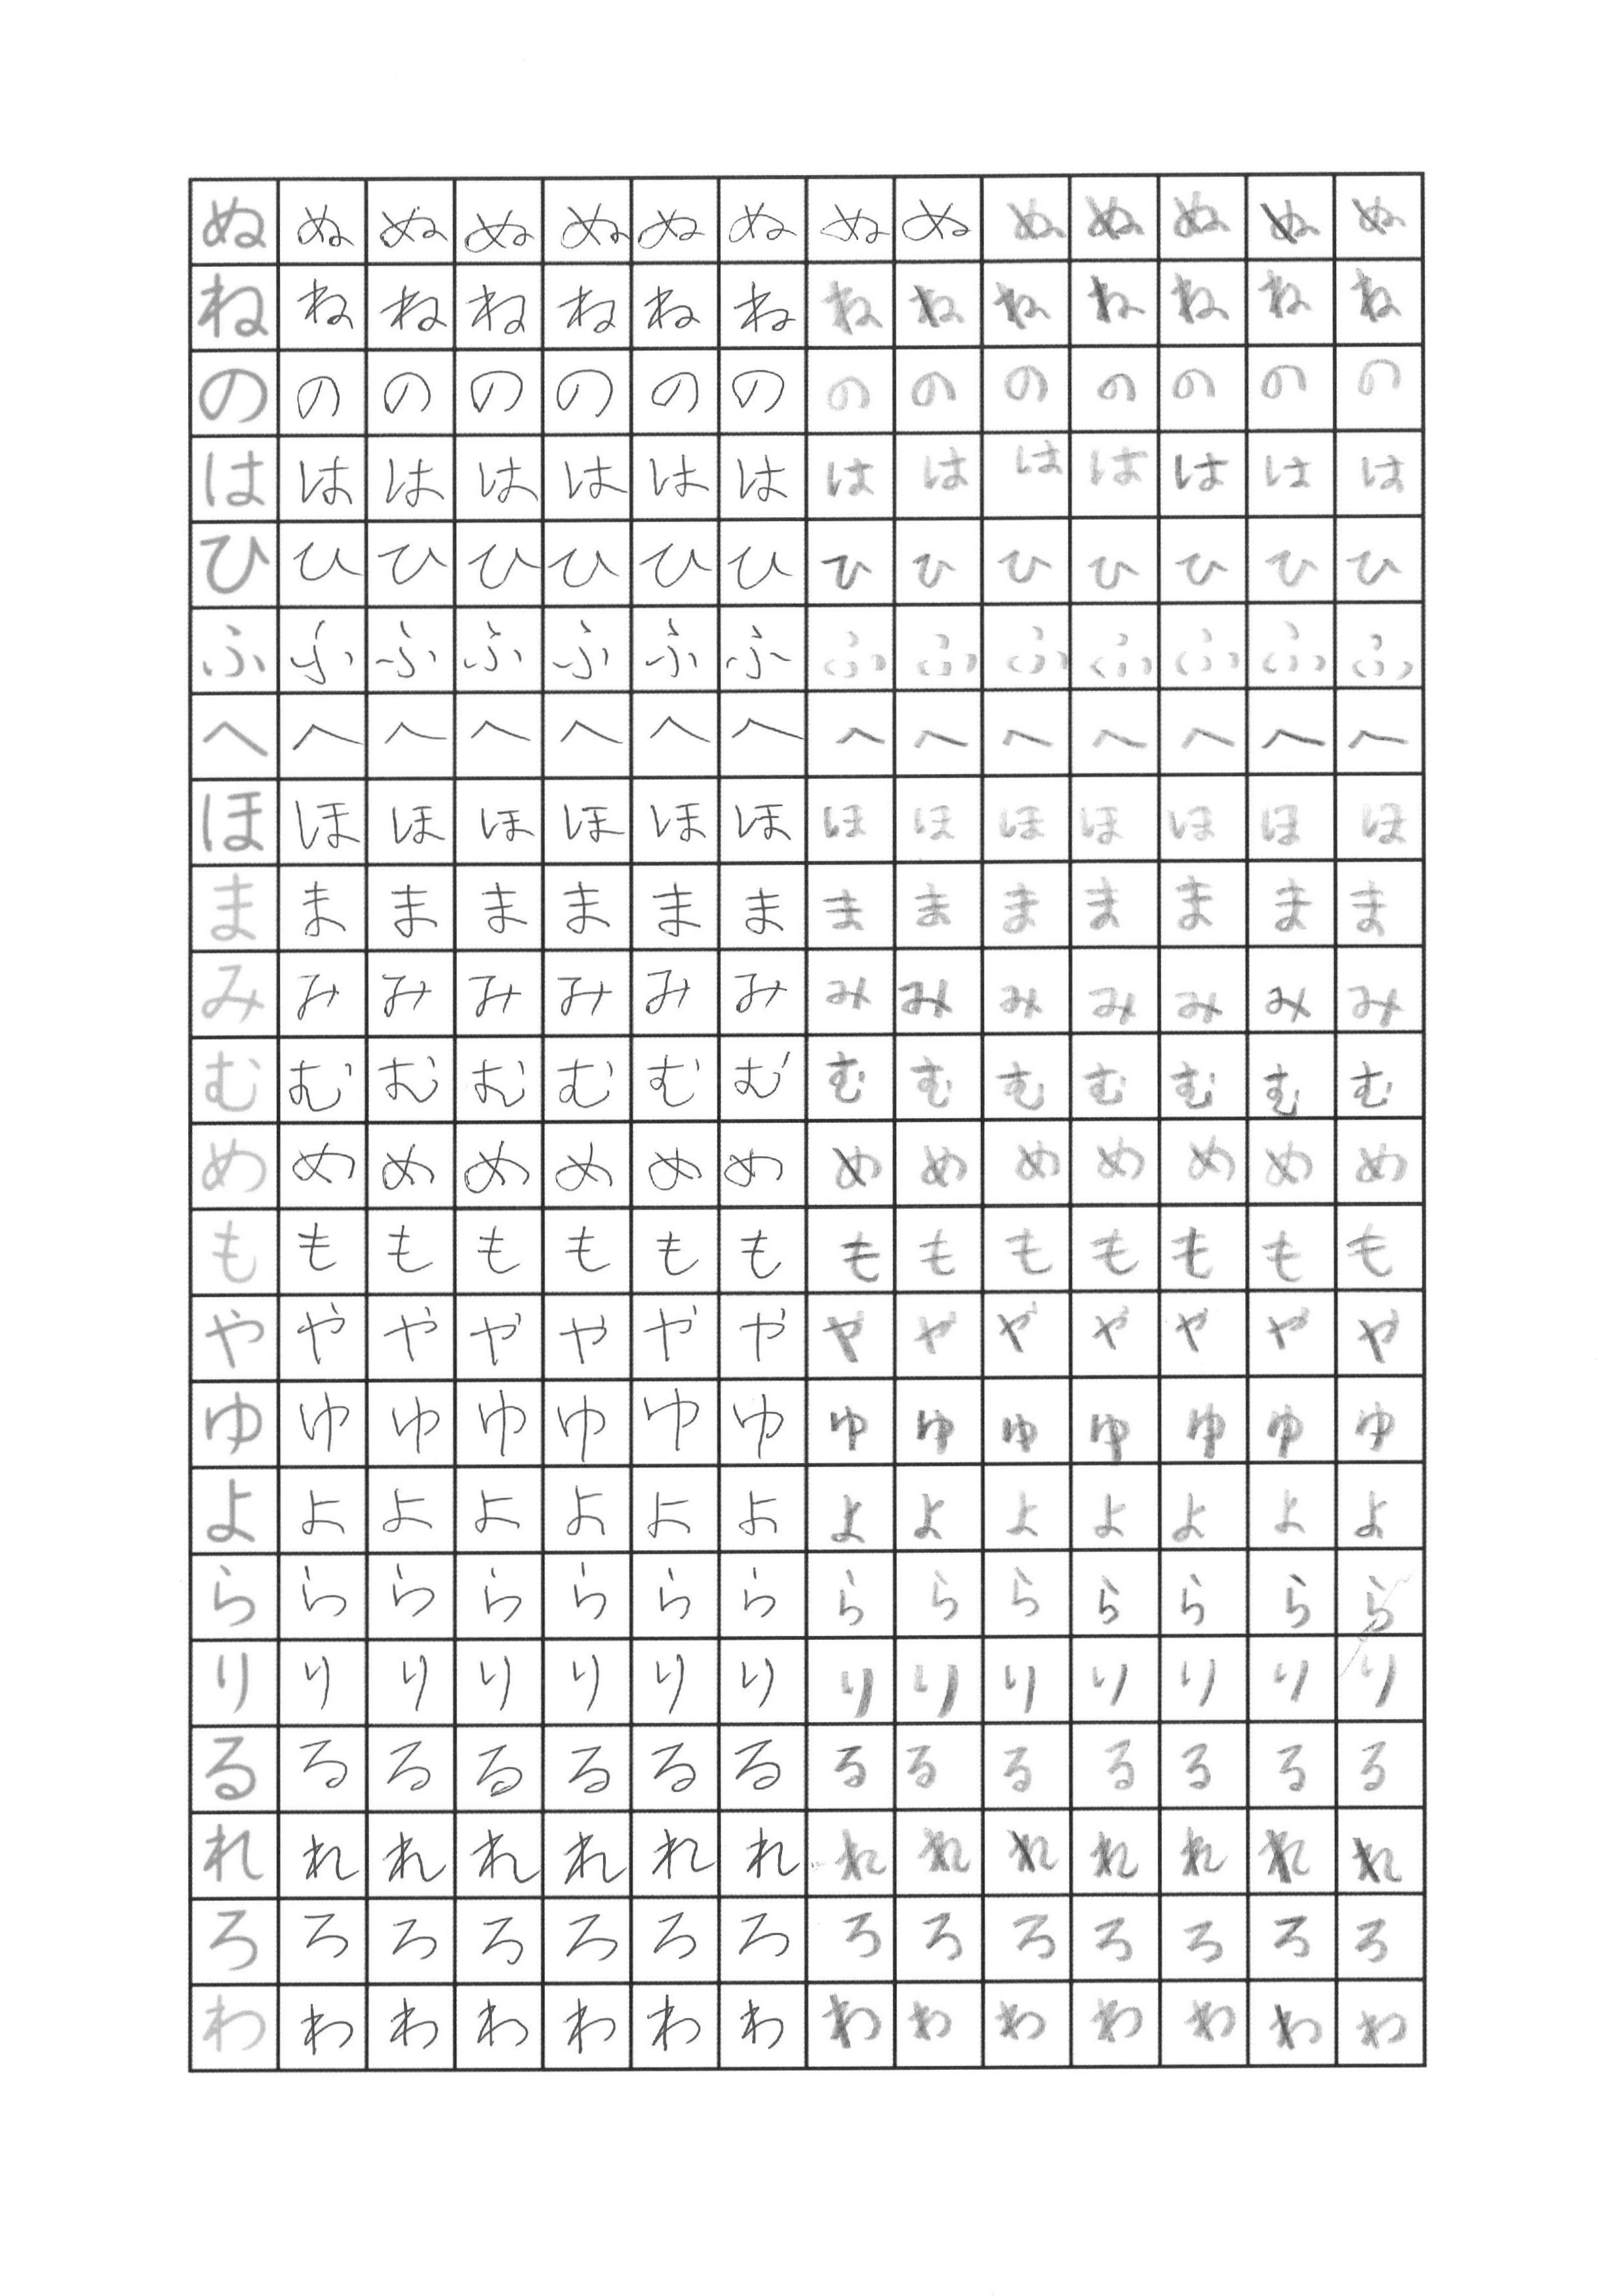 ぬぬぬぬぬぬぬぬぬぬぬぬぬぬ
ねねねねねねねねねねねねねね
のののののののののののののの
はははははははははははははは
ひひひひひひひひひひひひひひ
ふふふふふふふふふふふふふふ
へへへへへへへへへへへへへへ
ほほほほほほほほほほほほほほ
まままままままままままままま
みみみみみみみみみみみみみみ
むむむむむむむむむむむむむむ
めめめめめめめめめめめめめめ
もももももももももももももも
やややややややややややややや
ゆゆゆゆゆゆゆゆゆゆゆゆゆゆ
よよよよよよよよよよよよよよ
らららららららららららららら
りりりりりりりりりりりりりり
るるるるるるるるるるるるるる
れれれれれれれれれれれれれれ
ろろろろろろろろろろろろろろ
わわわわわわわわわわわわわわ